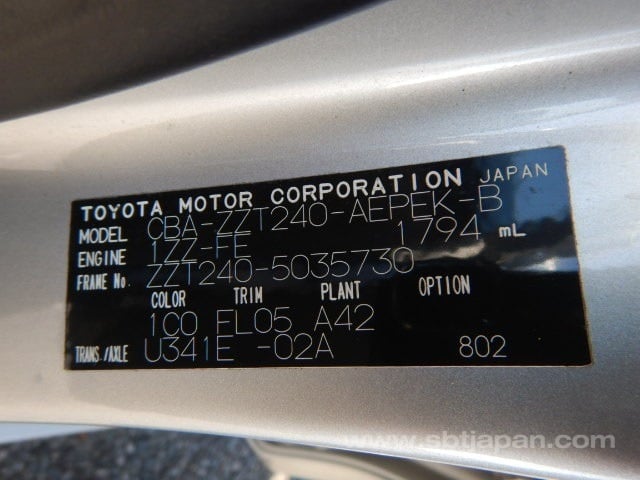 TOYOTA MOTOR CORPORATION JAPAN
MODEL CBA-ZZT240-AEPEK-B
ENGINE 1ZZ-FE 1794 mL
FRAME No. ZZT240-5035730
COLOR TRIM PLANT OPTION
1C0 FL05 A42
TRANS./AXLE U341E -02A 802
www.sbtjapan.com